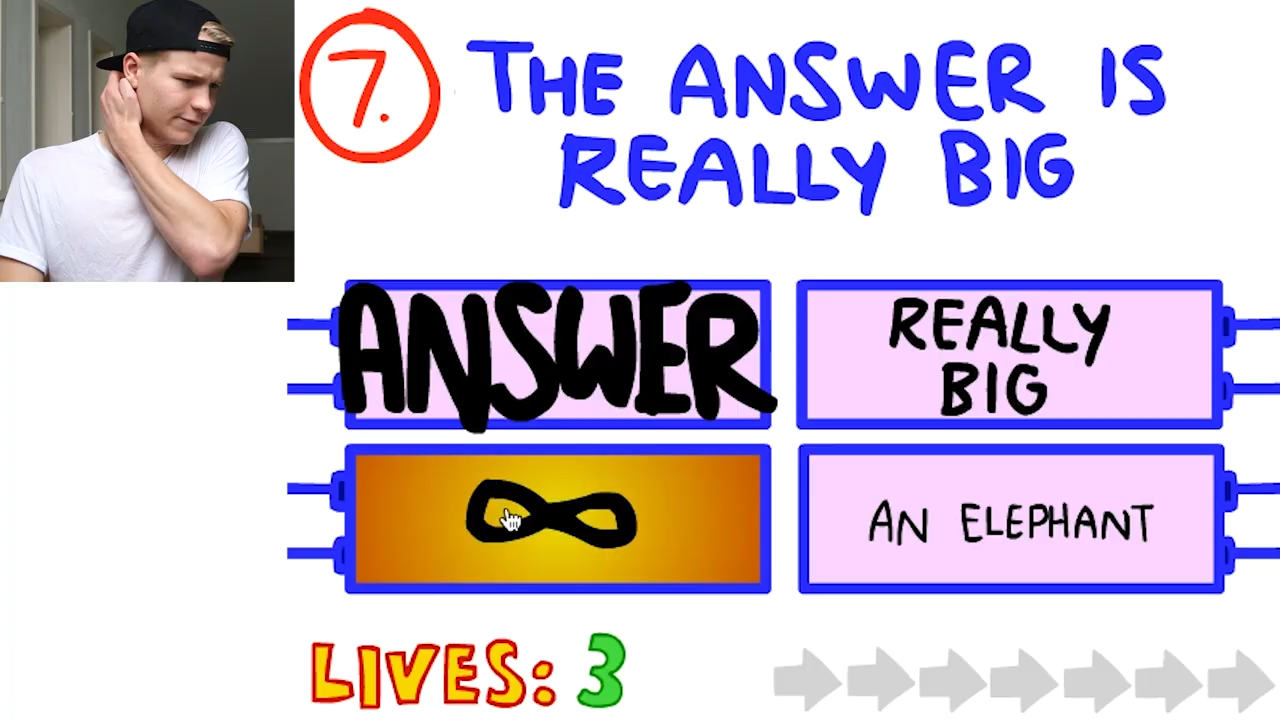 7. THE ANSWER IS
REALLY BIG
ANSWER
REALLY
BIG
∞
AN ELEPHANT
LIVES: 3